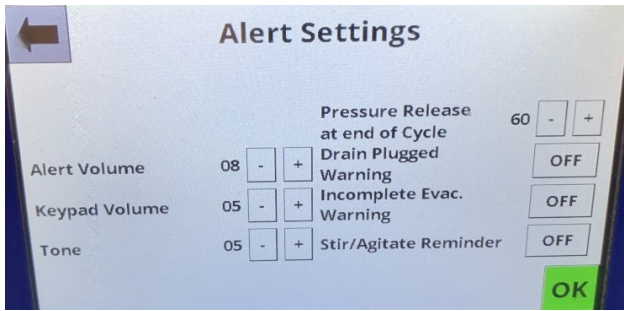 Alert Settings
Pressure Release
at end of Cycle
60 - +
Alert Volume 08 - +
Drain Plugged
Warning
OFF
Keypad Volume 05 - +
Incomplete Evac.
Warning
OFF
Tone 05 - +
Stir/Agitate Reminder OFF
OK